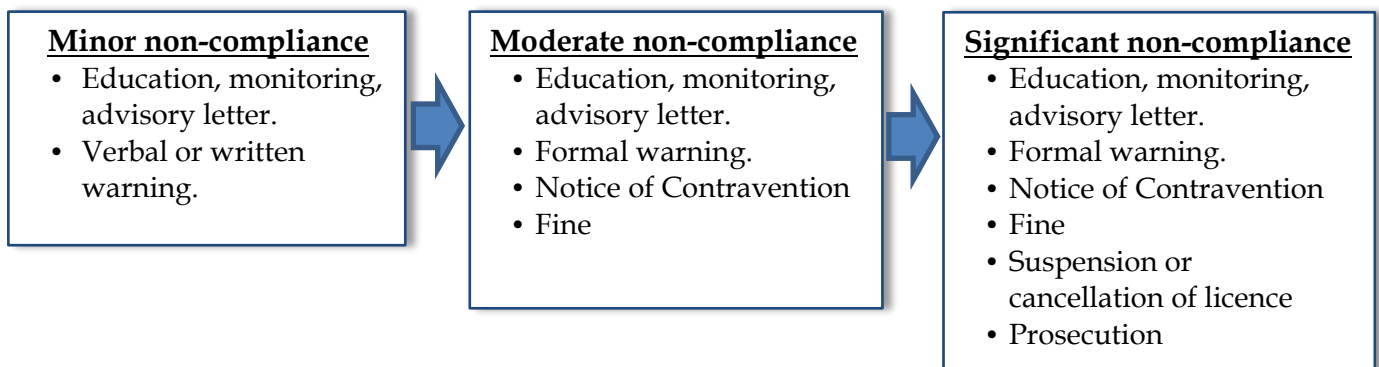 Minor non-compliance
• Education, monitoring,
advisory letter.
• Verbal or written
warning.
Moderate non-compliance
• Education, monitoring,
advisory letter.
• Formal warning.
• Notice of Contravention
• Fine
Significant non-compliance
• Education, monitoring,
advisory letter.
• Formal warning.
• Notice of Contravention
• Fine
• Suspension or
cancellation of licence
• Prosecution